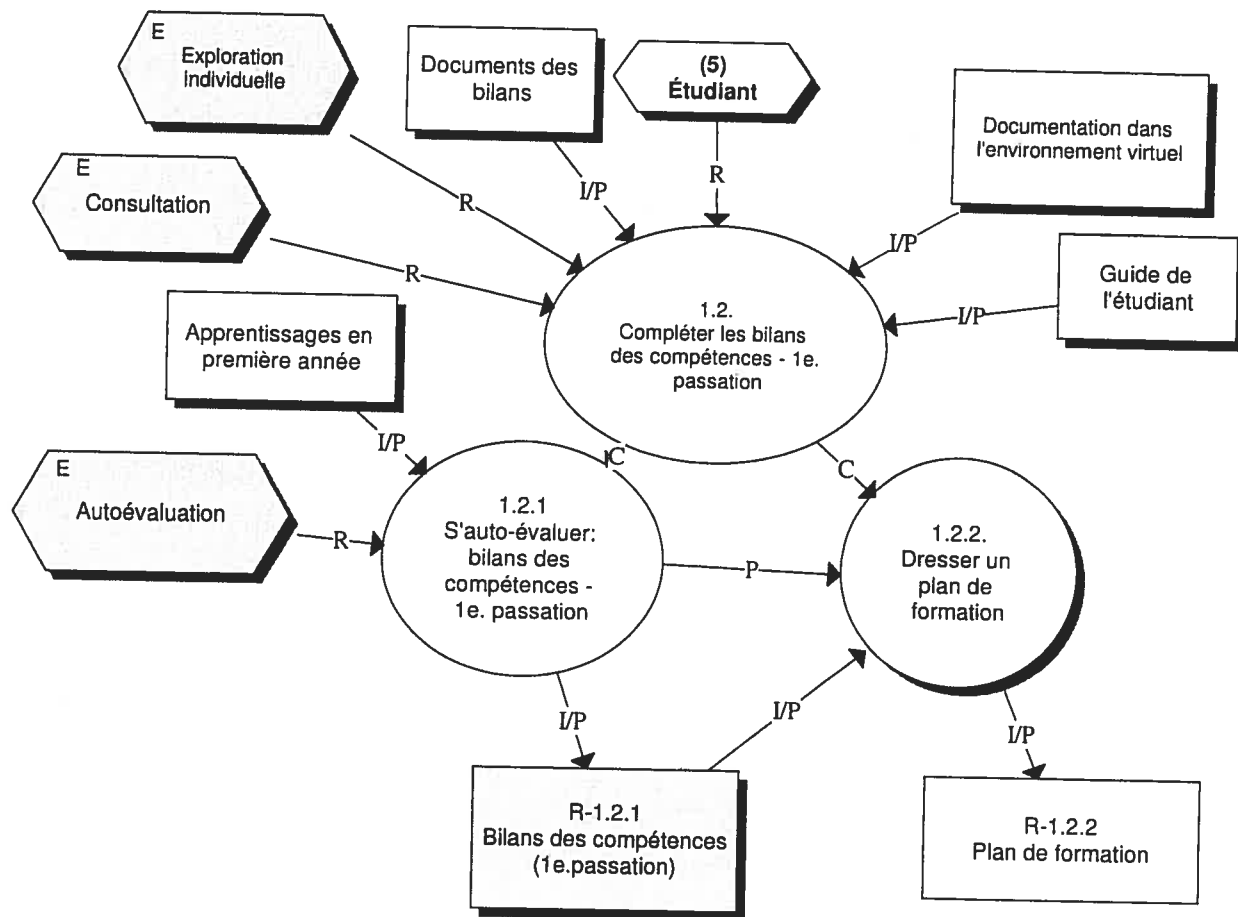 E
Exploration
Individuelle
Documents des
bilans
(5)
Étudiant
Documentation dans
l'environnement virtuel
E
Consultation
R
I/P
R
I/P
R
Guide de
l'étudiant
I/P
1.2.
Compléter les bilans
des compétences - 1e.
passation
Apprentissages en
première année
I/P
C
C
E
Autoévaluation
R
1.2.1
S'auto-évaluer:
bilans des
compétences -
1e. passation
P
1.2.2.
Dresser un
plan de
formation
I/P
I/P
I/P
R-1.2.1
Bilans des compétences
(1e.passation)
R-1.2.2
Plan de formation